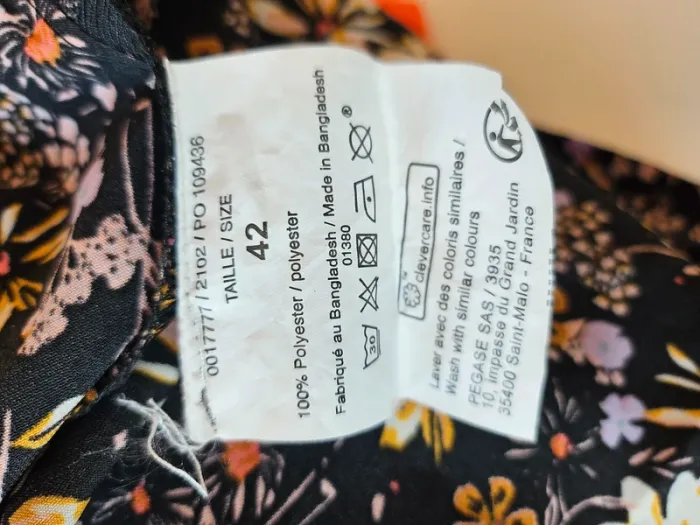 0017777 / 2102 / PO 109436
TAILLE / SIZE
42
100% Polyester / polyester
Fabriqué au Bangladesh / Made in Bangladesh
01380
30
®
clevercare.info
Laver avec des coloris similaires /
Wash with similar colours
PEGASE SAS / 3935
10, impasse du Grand Jardin
35400 Saint-Malo - France